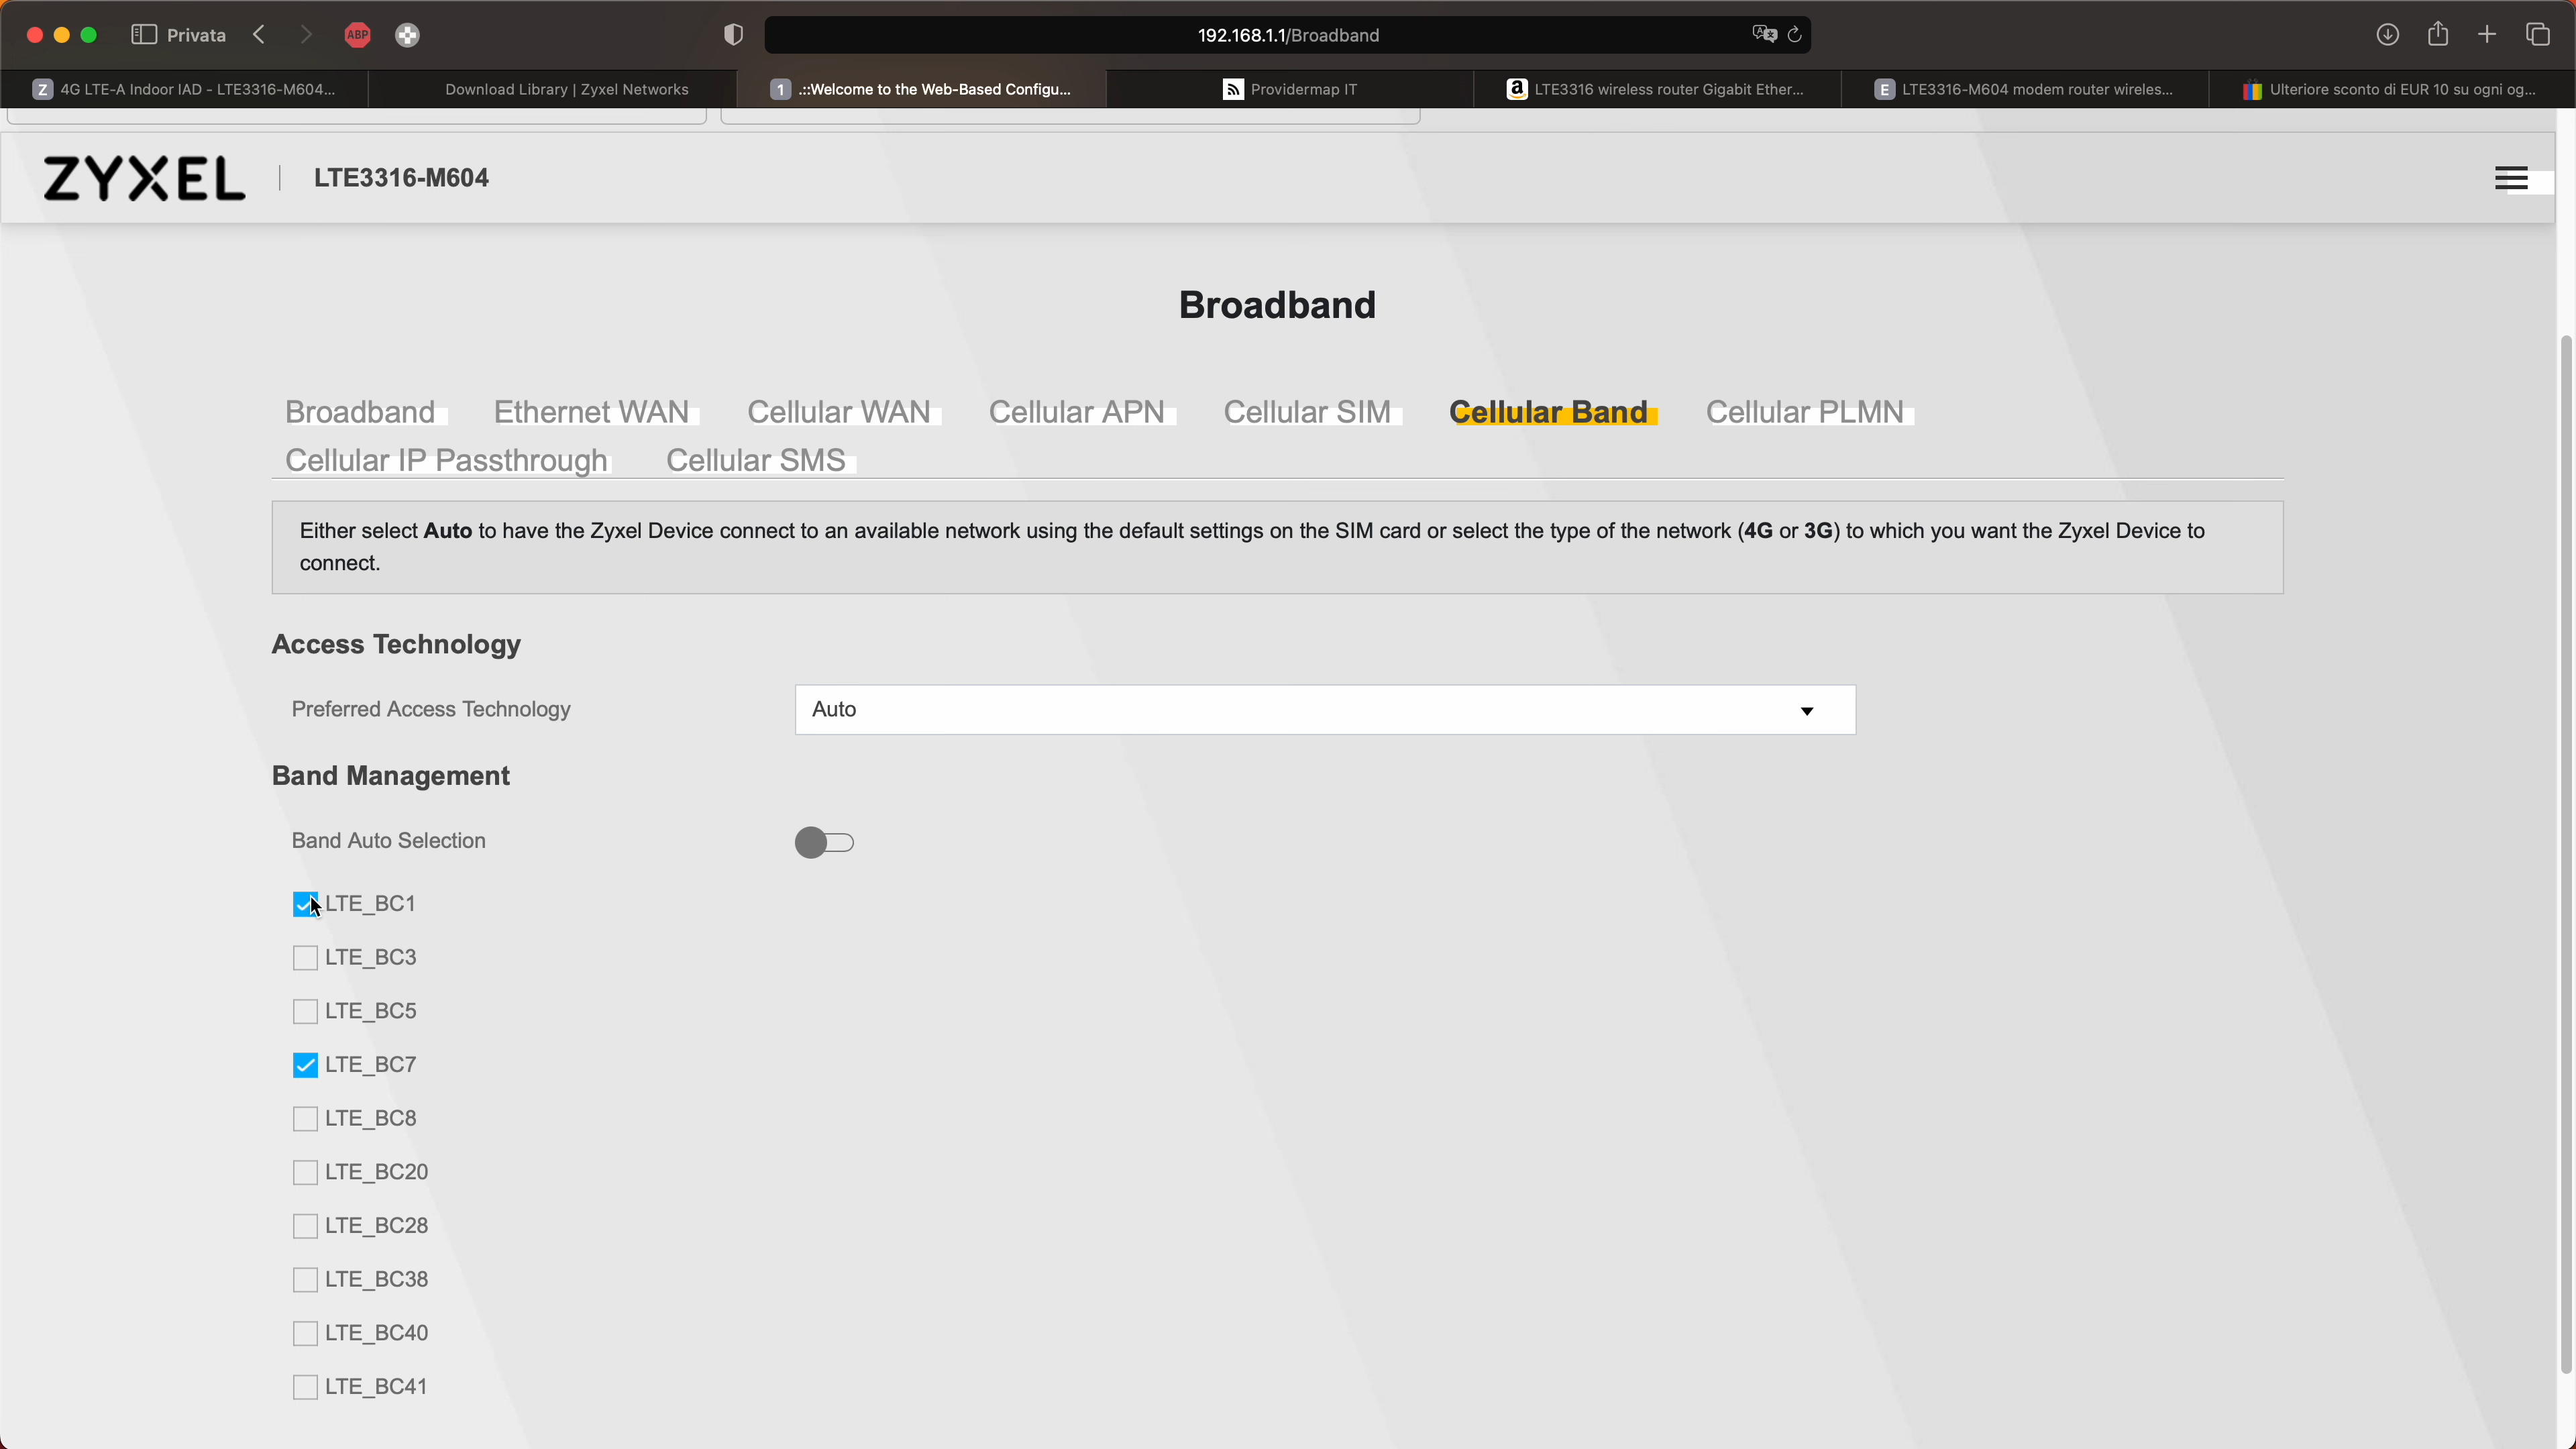 Privata
ABP
192.168.1.1/Broadband
Z 4G LTE-A Indoor IAD - LTE3316-M604...
Download Library | Zyxel Networks
1 .::Welcome to the Web-Based Configu...
Providermap IT
a LTE3316 wireless router Gigabit Ether...
E LTE3316-M604 modem router wireles...
Ulteriore sconto di EUR 10 su ogni og...
ZYXEL | LTE3316-M604
Broadband
Broadband Ethernet WAN Cellular WAN Cellular APN Cellular SIM Cellular Band Cellular PLMN
Cellular IP Passthrough Cellular SMS
Either select Auto to have the Zyxel Device connect to an available network using the default settings on the SIM card or select the type of the network (4G or 3G) to which you want the Zyxel Device to
connect.
Access Technology
Preferred Access Technology Auto
Band Management
Band Auto Selection
LTE_BC1
LTE_BC3
LTE_BC5
LTE_BC7
LTE_BC8
LTE_BC20
LTE_BC28
LTE_BC38
LTE_BC40
LTE_BC41